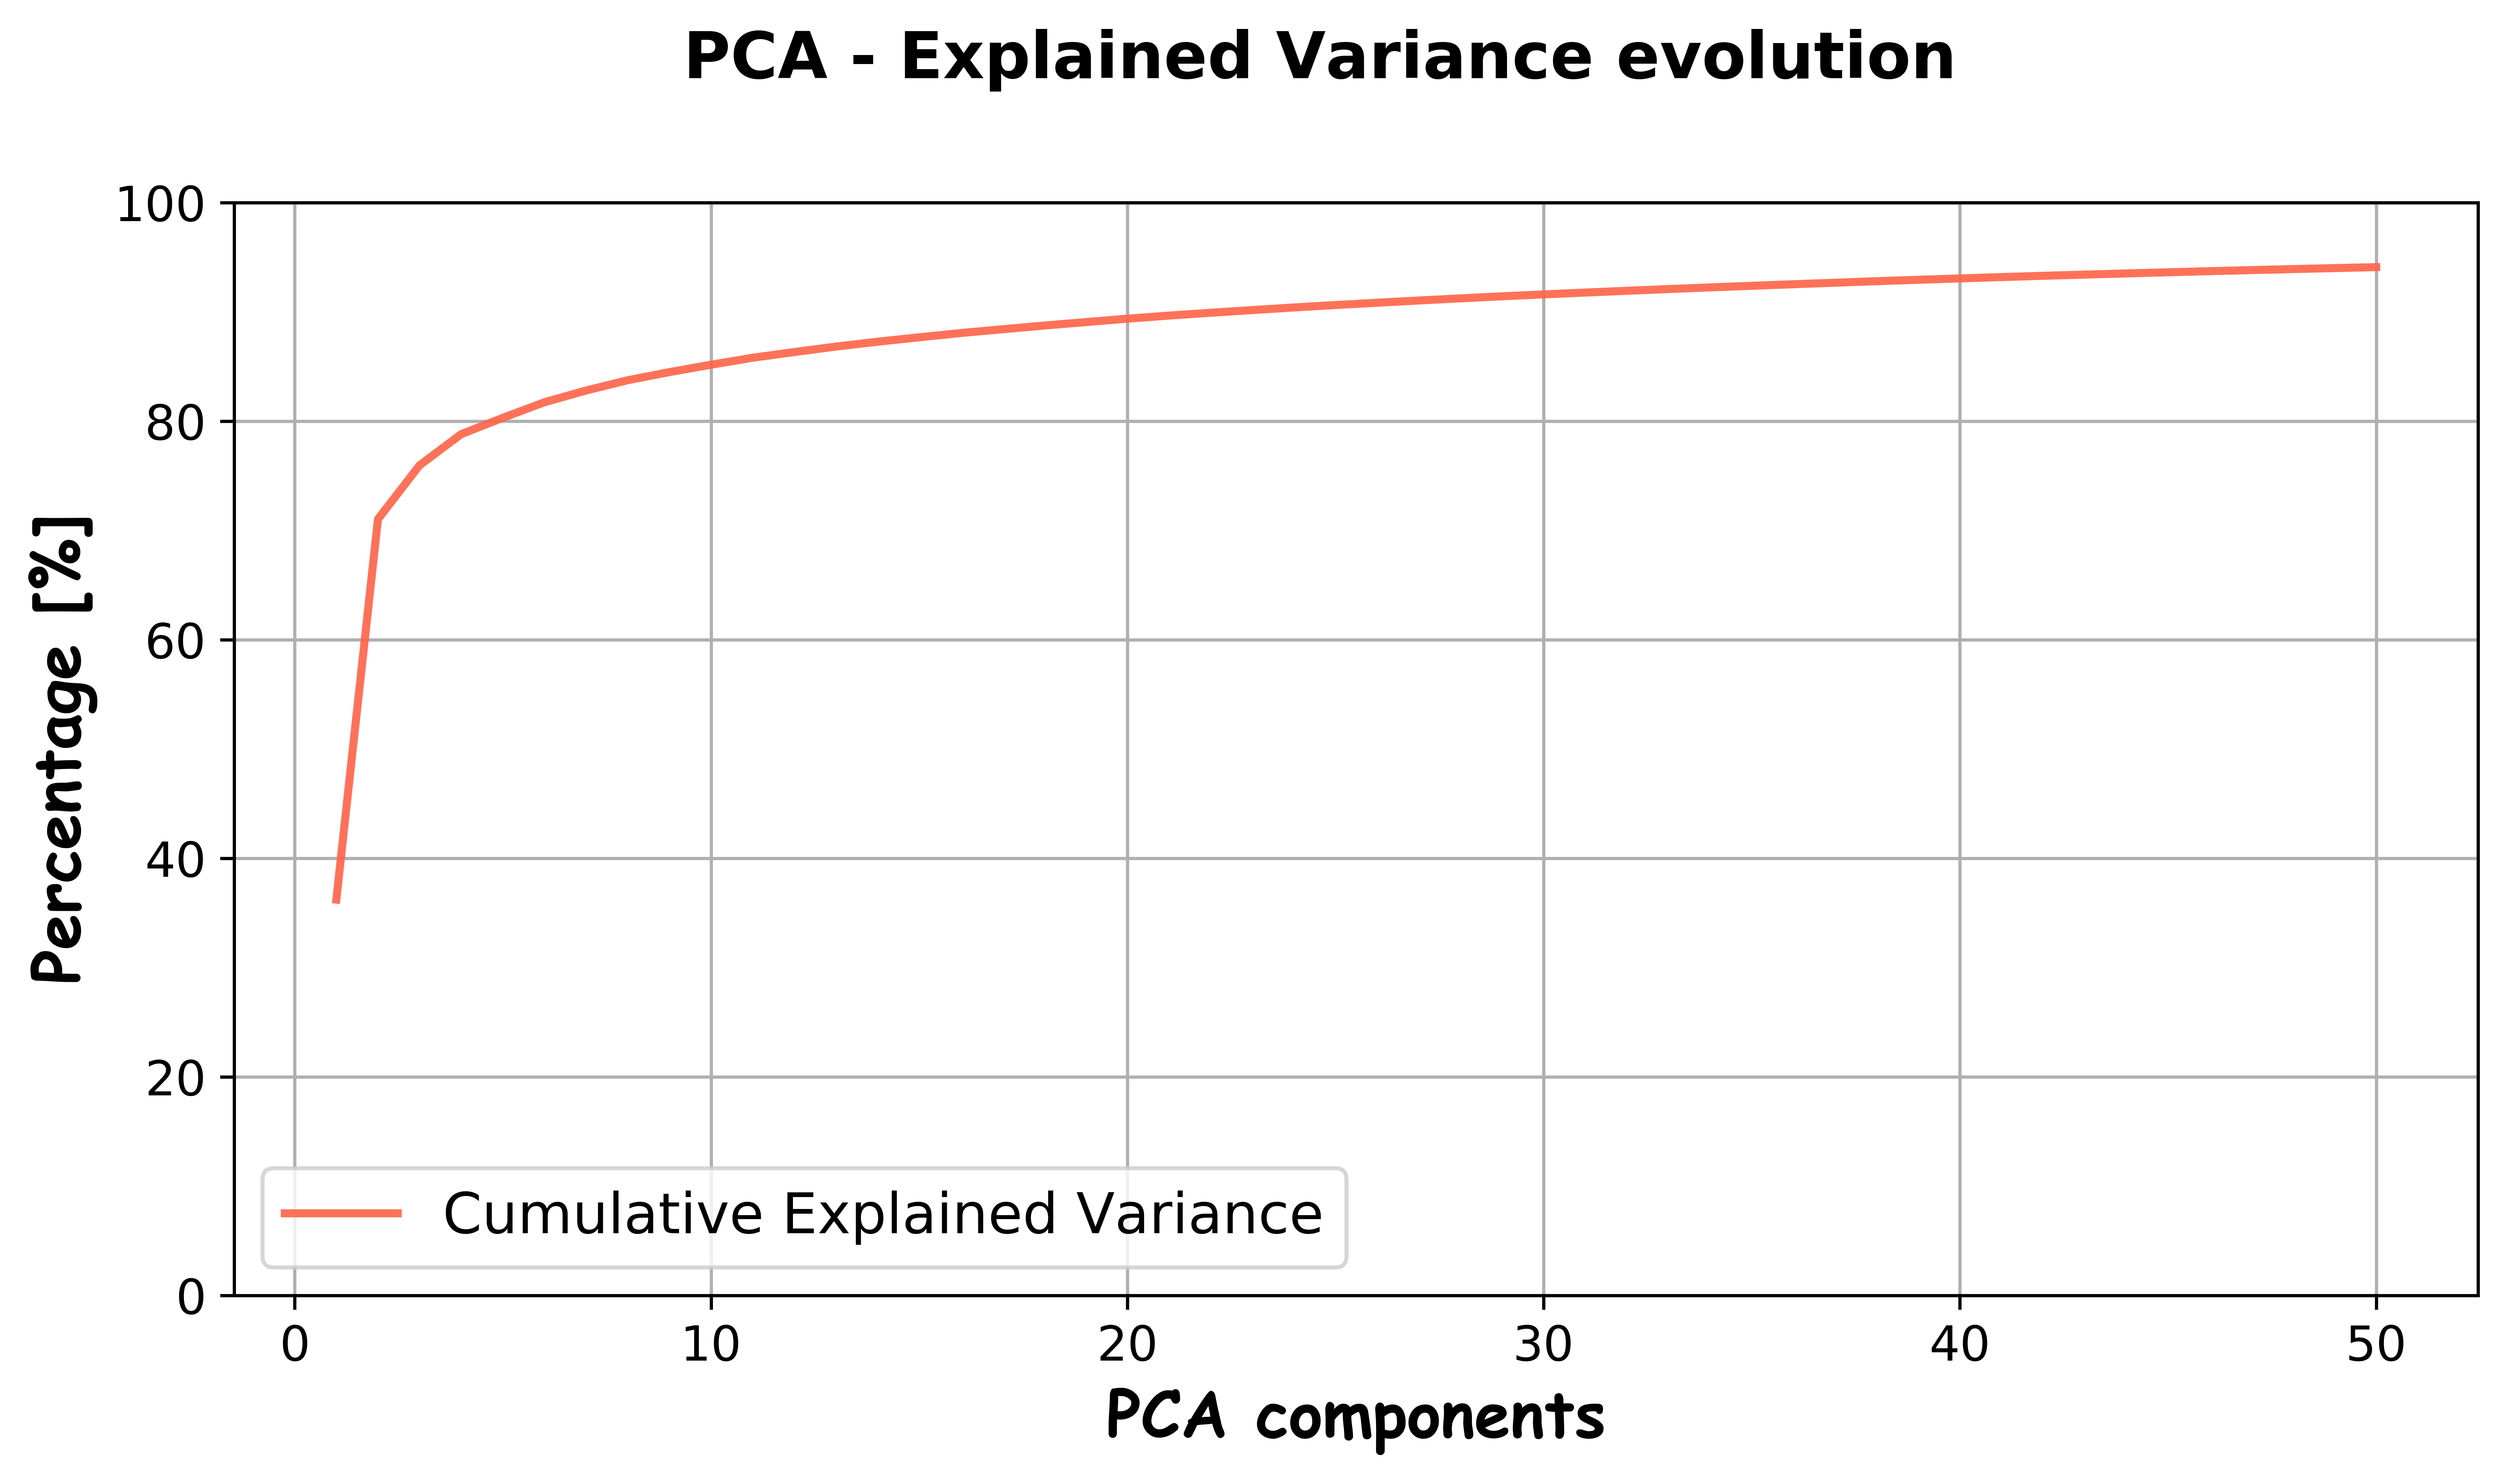 PCA - Explained Variance evolution
100
80
60
40
20
0
Percentage [%]
Cumulative Explained Variance
0 10 20 30 40 50
PCA components